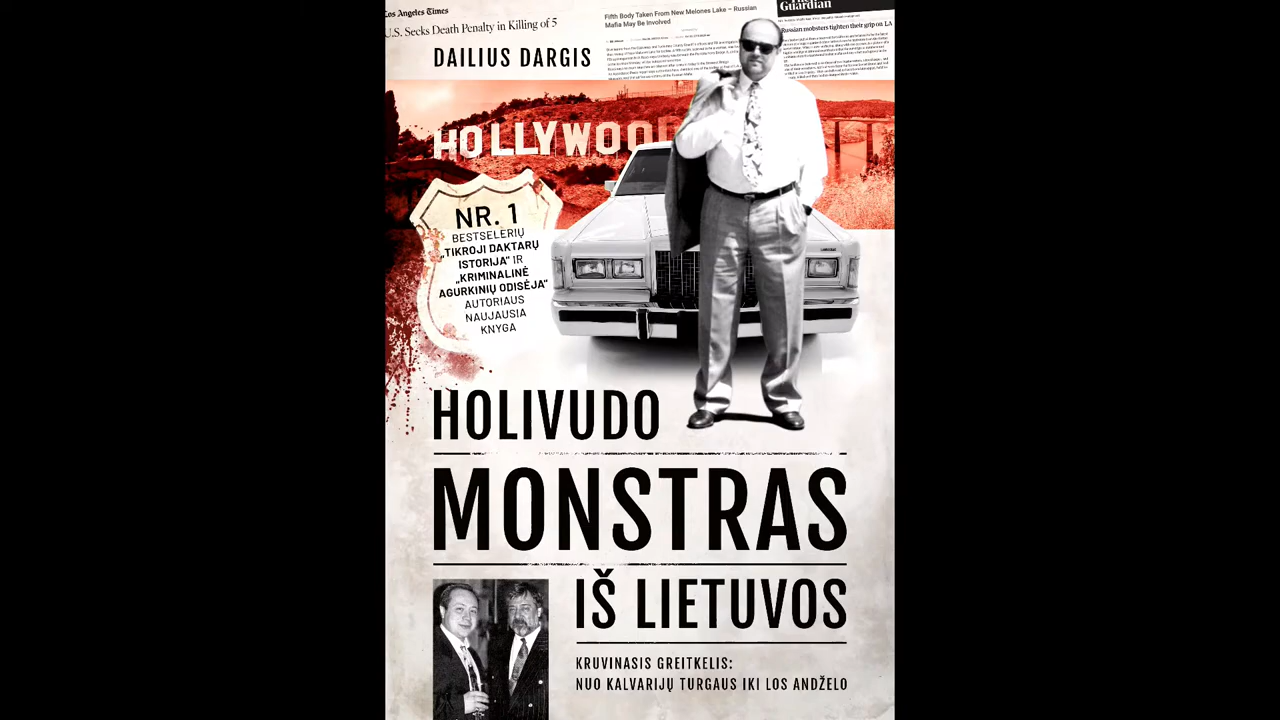 Los Angeles Times
U.S. Seeks Death Penalty in Killing of 5
Fifth Body Taken From New Melones Lake – Russian
Mafia May Be Involved
Guardian
Russian mobsters tighten their grip on LA
DAILIUS DARGIS
HOLLYWOO
NR. 1
BESTSELERIŲ
„TIKROJI DAKTARŲ
ISTORIJA“ IR
„KRIMINALINĖ
AGURKINIŲ ODISĖJA“
AUTORIAUS
NAUJAUSIA
KNYGA
HOLIVUDO
MONSTRAS
IŠ LIETUVOS
KRUVINASIS GREITKELIS:
NUO KALVARIJŲ TURGAUS IKI LOS ANDŽELO